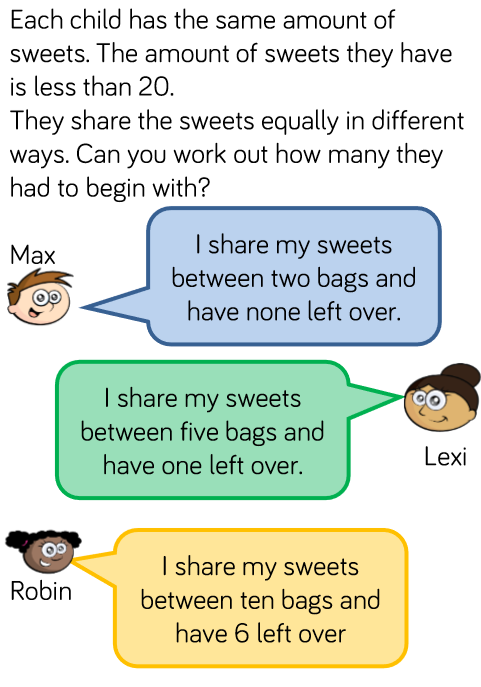 Each child has the same amount of
sweets. The amount of sweets they have
is less than 20.
They share the sweets equally in different
ways. Can you work out how many they
had to begin with?
Max
I share my sweets
between two bags and
have none left over.
I share my sweets
between five bags and
have one left over.
Lexi
Robin
I share my sweets
between ten bags and
have 6 left over